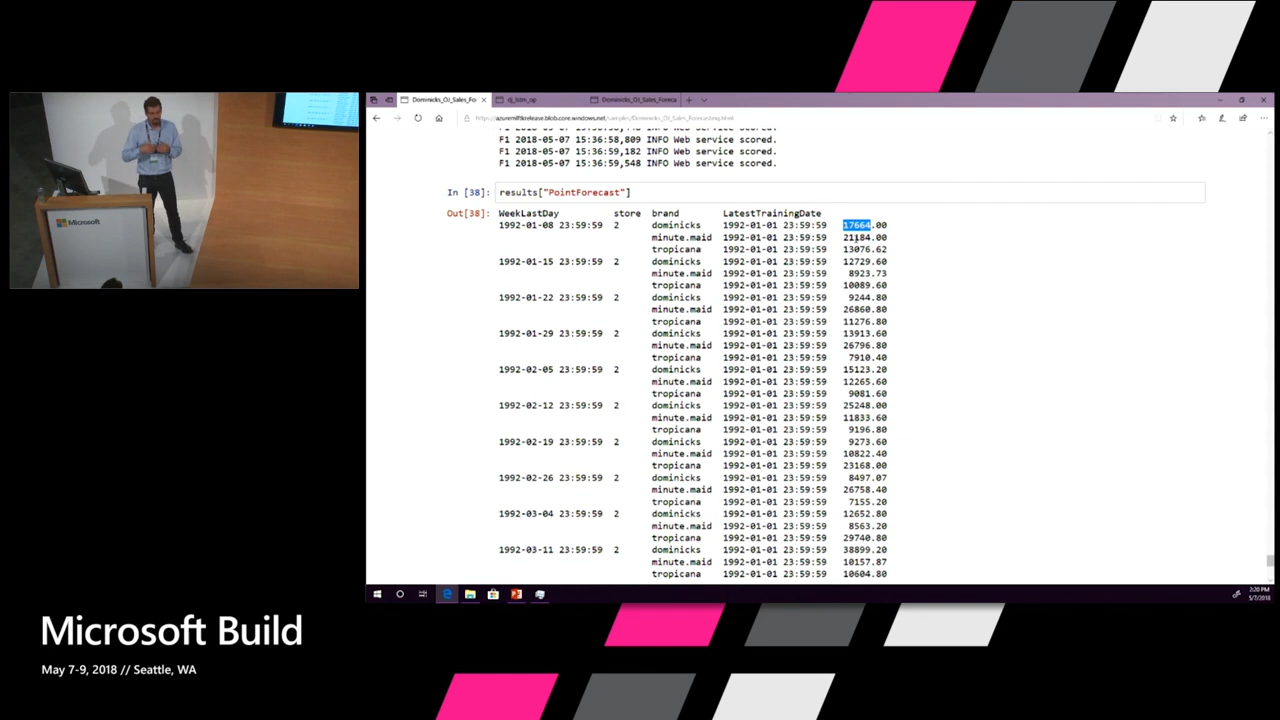 Dominicks_OJ_Sales_For
Dominicks_OJ_Sales_Foreca
F1 2018-05-07 15:36:58,809 INFO Web service scored.
F1 2018-05-07 15:36:59,182 INFO Web service scored.
F1 2018-05-07 15:36:59,548 INFO Web service scored.
In [38]: results["PointForecast"]
Out[38]: WeekLastDay store brand LatestTrainingDate
1992-01-08 23:59:59 2 dominicks 1992-01-01 23:59:59 17664.00
minute.maid 1992-01-01 23:59:59 21184.00
tropicana 1992-01-01 23:59:59 13076.62
1992-01-15 23:59:59 2 dominicks 1992-01-01 23:59:59 12729.60
minute.maid 1992-01-01 23:59:59 8923.73
tropicana 1992-01-01 23:59:59 10089.60
1992-01-22 23:59:59 2 dominicks 1992-01-01 23:59:59 9244.80
minute.maid 1992-01-01 23:59:59 26860.80
tropicana 1992-01-01 23:59:59 11276.80
1992-01-29 23:59:59 2 dominicks 1992-01-01 23:59:59 13913.60
minute.maid 1992-01-01 23:59:59 26796.80
tropicana 1992-01-01 23:59:59 7910.40
1992-02-05 23:59:59 2 dominicks 1992-01-01 23:59:59 15123.20
minute.maid 1992-01-01 23:59:59 12265.60
tropicana 1992-01-01 23:59:59 9081.60
1992-02-12 23:59:59 2 dominicks 1992-01-01 23:59:59 25248.00
minute.maid 1992-01-01 23:59:59 11833.60
tropicana 1992-01-01 23:59:59 9196.80
1992-02-19 23:59:59 2 dominicks 1992-01-01 23:59:59 9273.60
minute.maid 1992-01-01 23:59:59 10822.40
tropicana 1992-01-01 23:59:59 23168.00
1992-02-26 23:59:59 2 dominicks 1992-01-01 23:59:59 8497.07
minute.maid 1992-01-01 23:59:59 26758.40
tropicana 1992-01-01 23:59:59 7155.20
1992-03-04 23:59:59 2 dominicks 1992-01-01 23:59:59 12652.80
minute.maid 1992-01-01 23:59:59 8563.20
tropicana 1992-01-01 23:59:59 29740.80
1992-03-11 23:59:59 2 dominicks 1992-01-01 23:59:59 38899.20
minute.maid 1992-01-01 23:59:59 10157.87
tropicana 1992-01-01 23:59:59 10604.80
2:20 PM
5/7/2018
Microsoft
Microsoft Build
May 7-9, 2018 // Seattle, WA